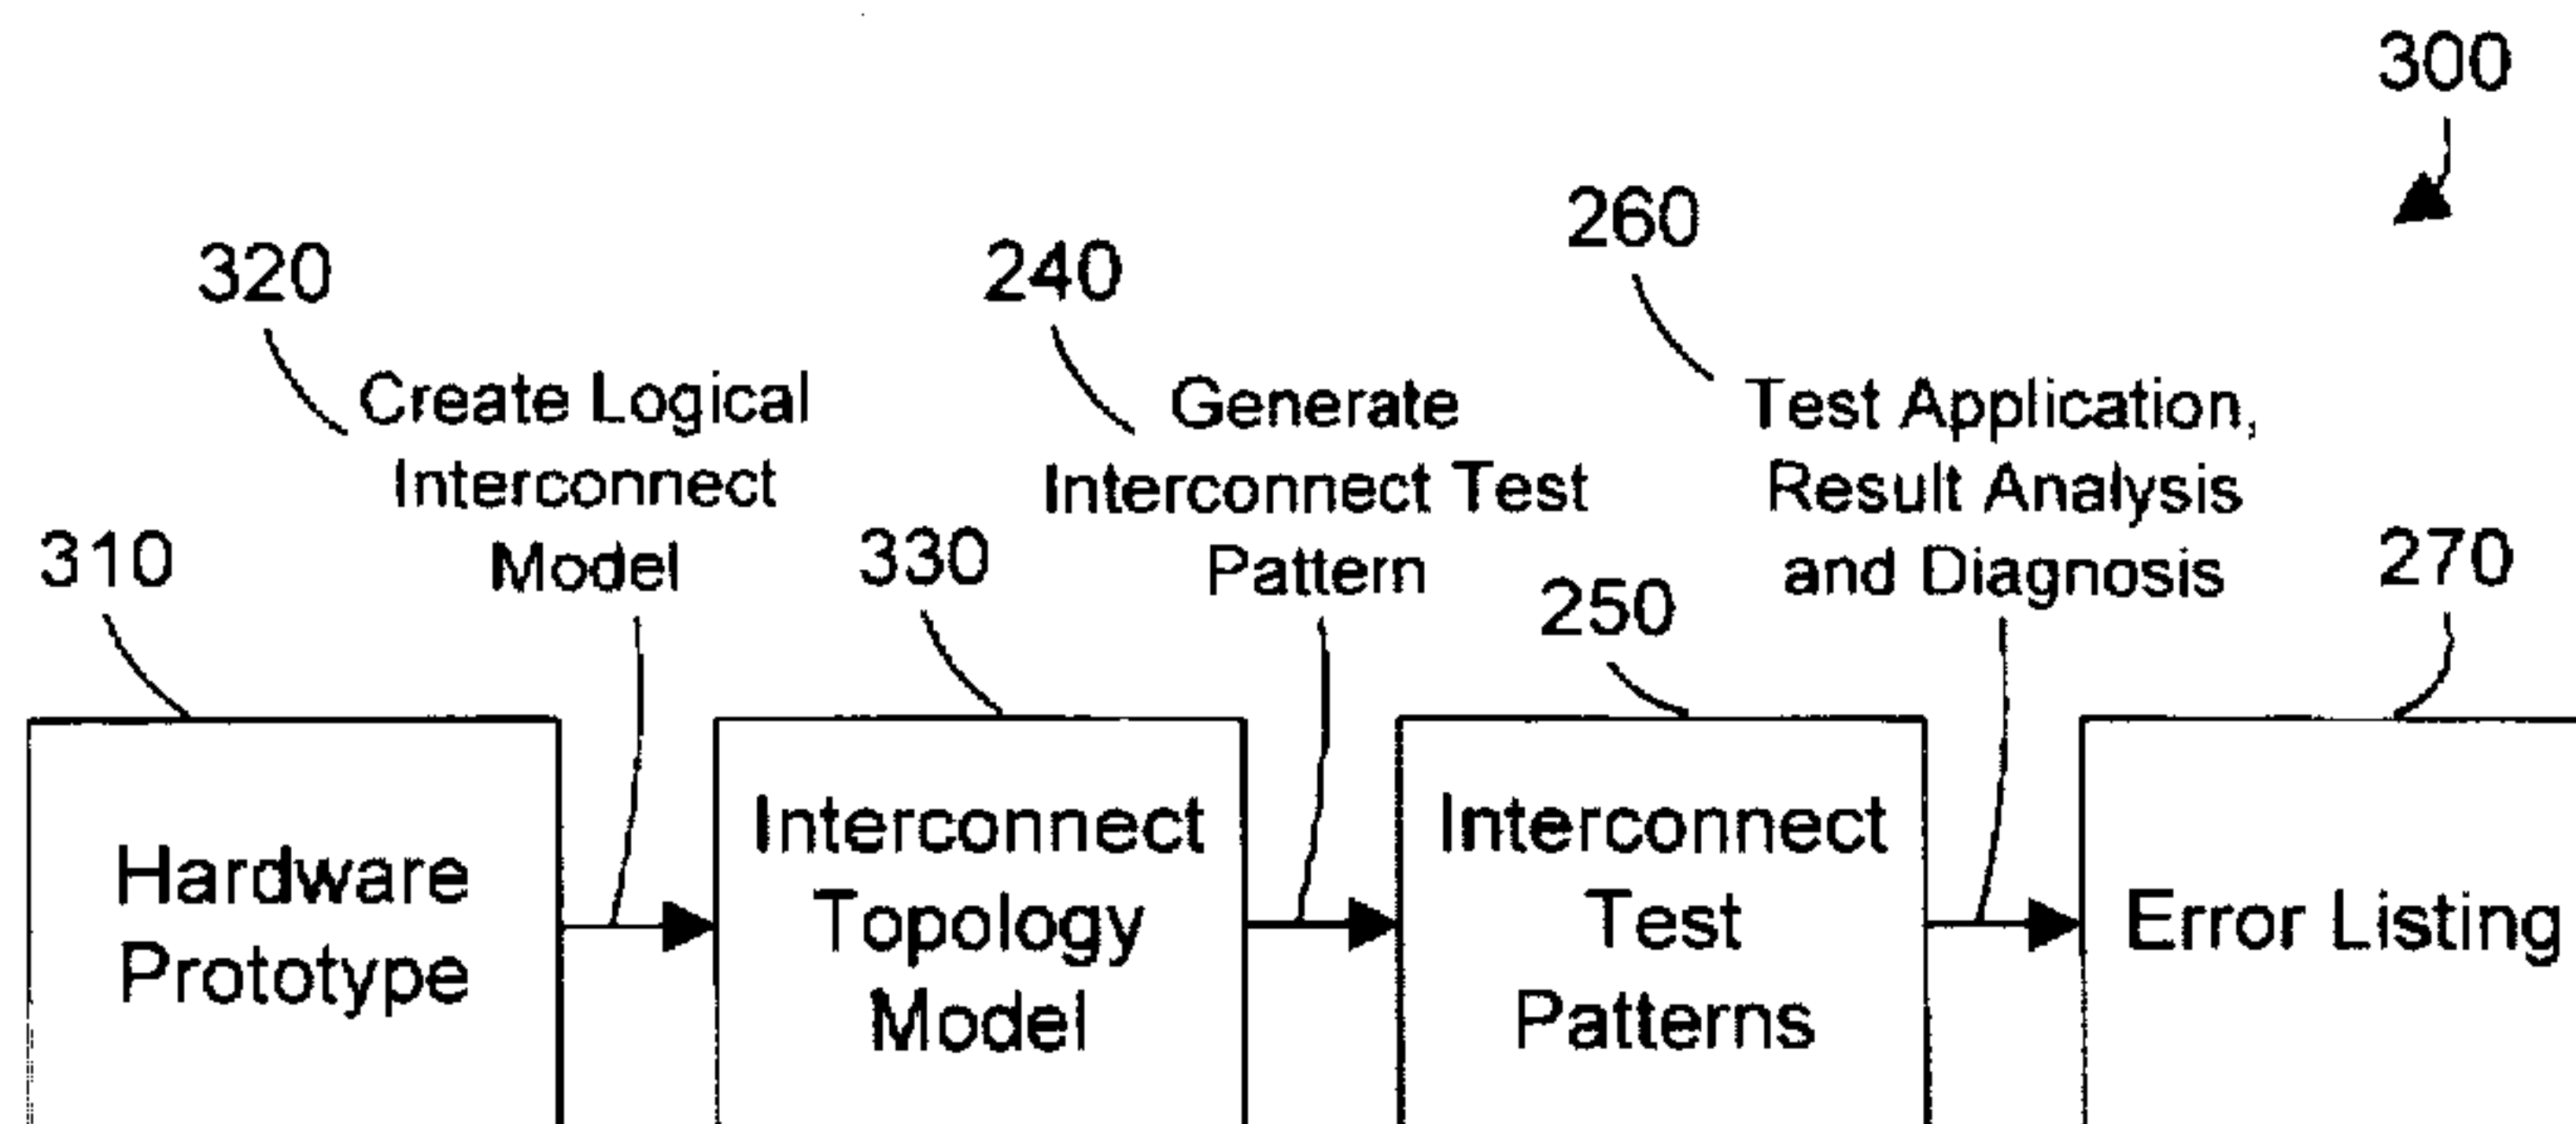 300
260
320
240
Create Logical
Interconnect
Model
Generate
Interconnect Test
Pattern
Test Application,
Result Analysis
and Diagnosis
310
330
250
270
Hardware
Prototype
Interconnect
Topology
Model
Interconnect
Test
Patterns
Error Listing